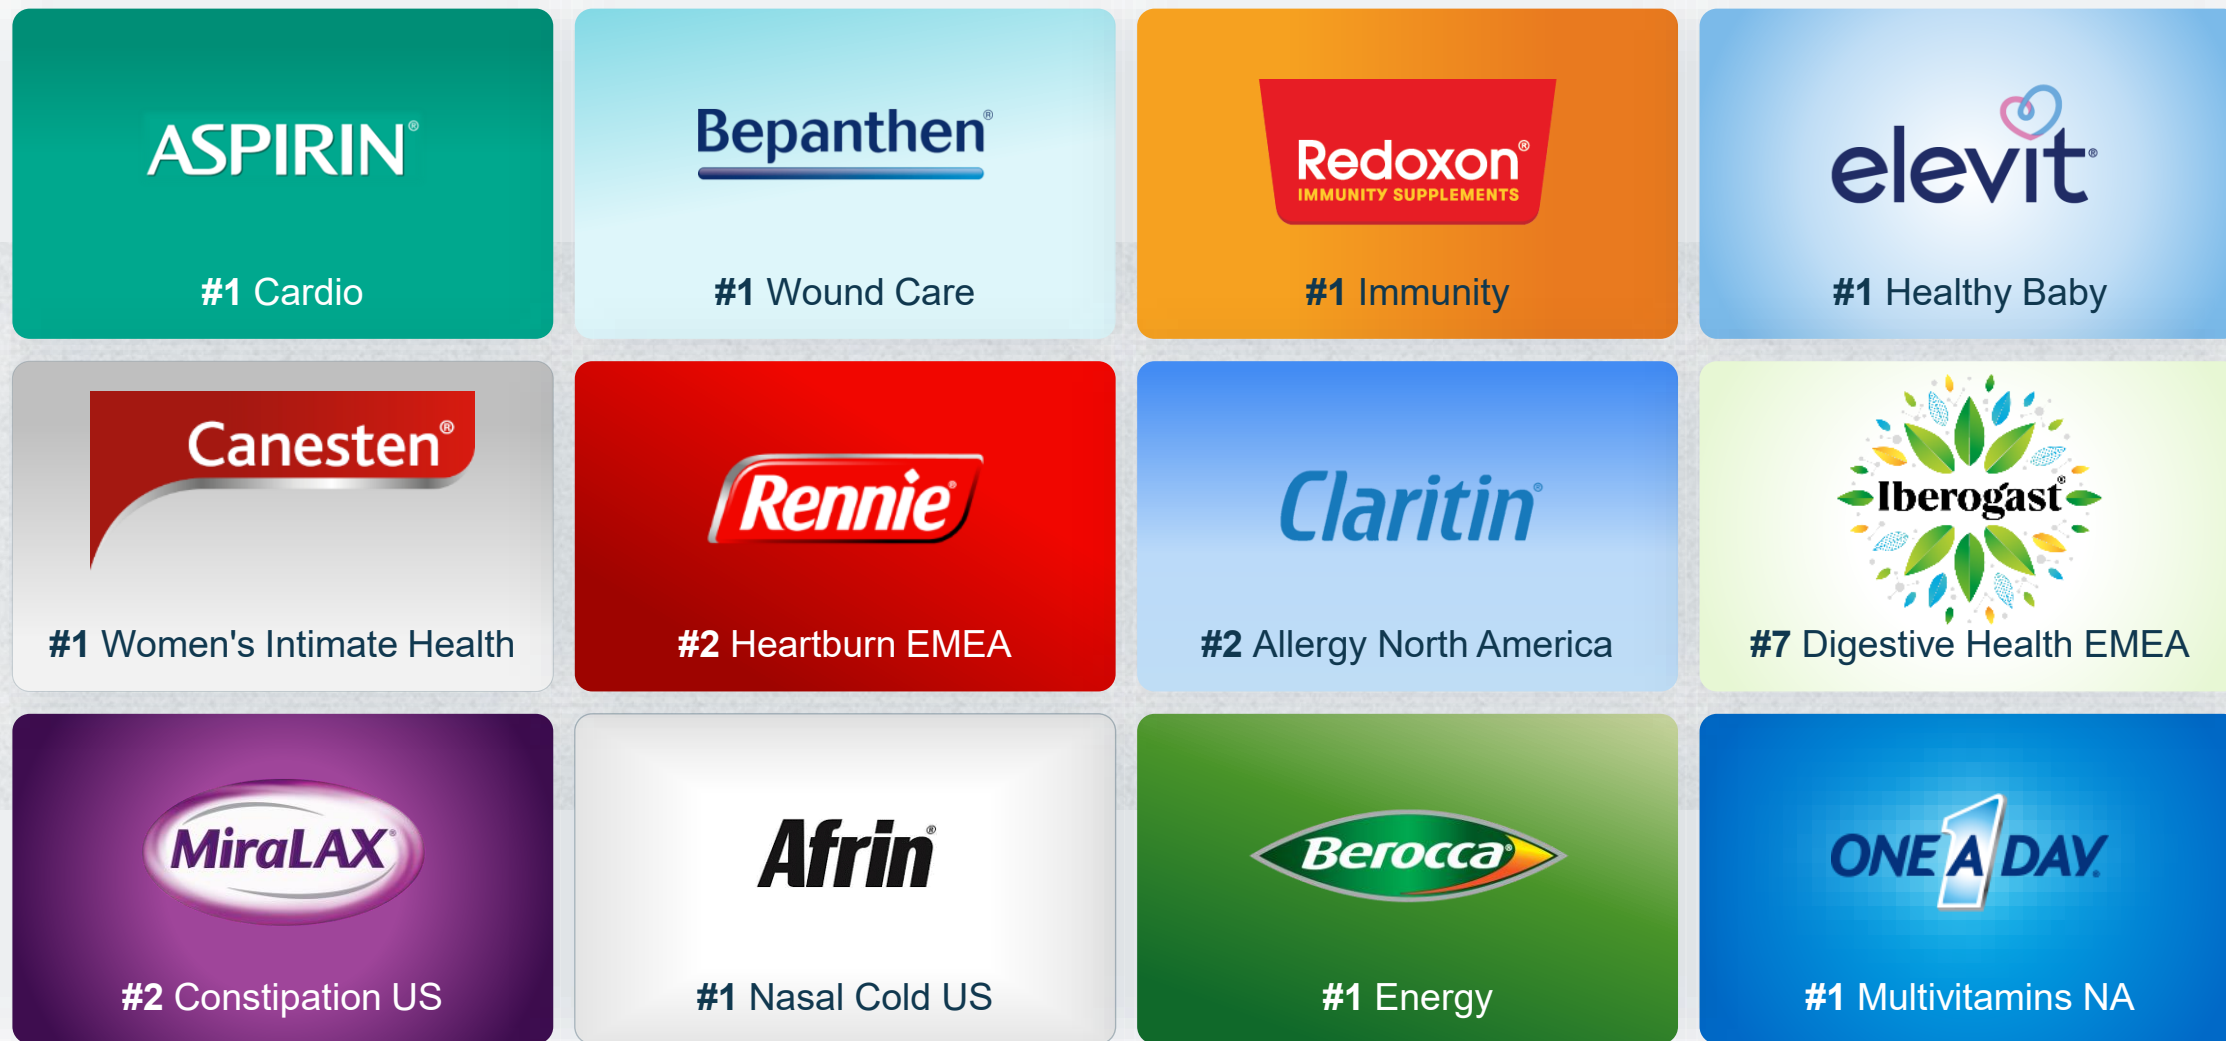 ASPIRIN®
#1 Cardio
Bepanthen®
#1 Wound Care
Redoxon®
IMMUNITY SUPPLEMENTS
#1 Immunity
elevit®
#1 Healthy Baby
Canesten®
#1 Women's Intimate Health
Rennie®
#2 Heartburn EMEA
Claritin®
#2 Allergy North America
Iberogast®
#7 Digestive Health EMEA
MiraLAX®
#2 Constipation US
Afrin®
#1 Nasal Cold US
Berocca®
#1 Energy
ONE A DAY®
1
#1 Multivitamins NA